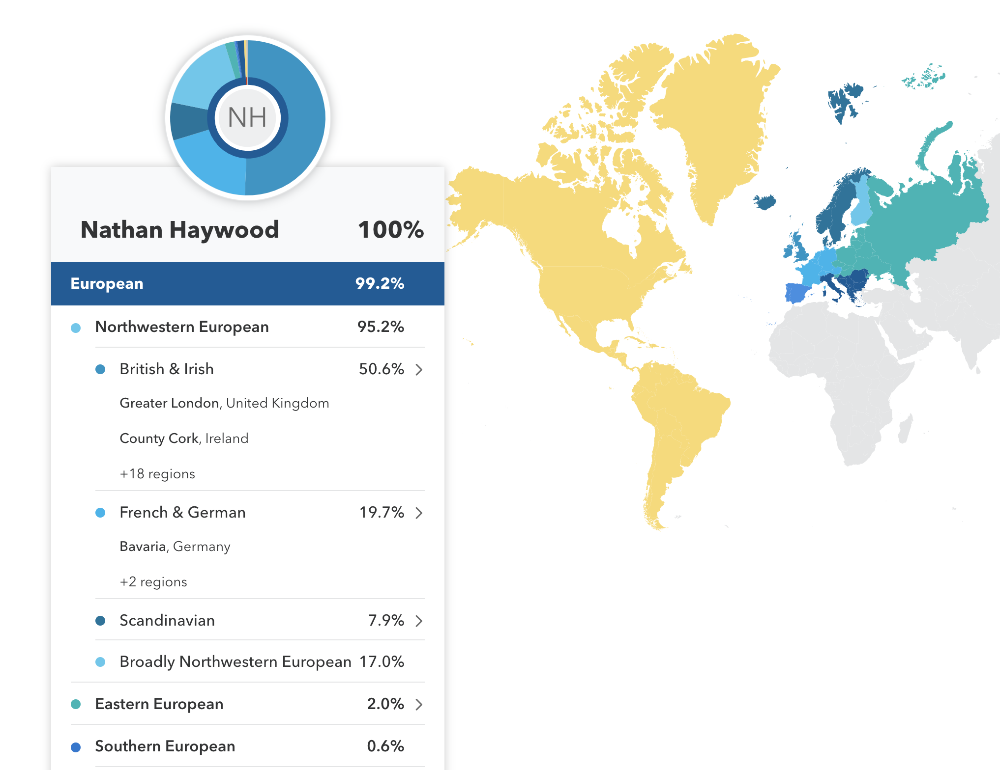 NH
Nathan Haywood 100%
European 99.2%
Northwestern European 95.2%
British & Irish 50.6%
Greater London, United Kingdom
County Cork, Ireland
+18 regions
French & German 19.7%
Bavaria, Germany
+2 regions
Scandinavian 7.9%
Broadly Northwestern European 17.0%
Eastern European 2.0%
Southern European 0.6%